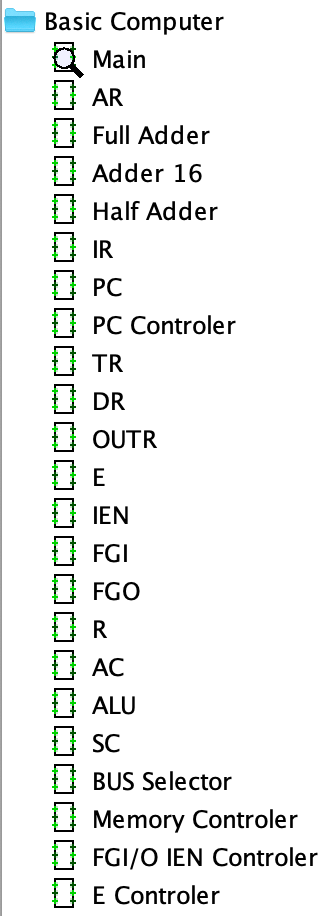 Basic Computer
Main
AR
Full Adder
Adder 16
Half Adder
IR
PC
PC Controler
TR
DR
OUTR
E
IEN
FGI
FGO
R
AC
ALU
SC
BUS Selector
Memory Controler
FGI/O IEN Controler
E Controler